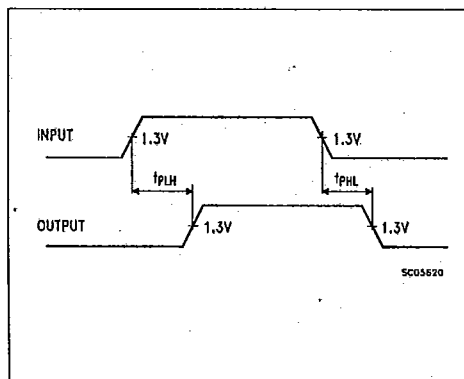 INPUT
1.3V
1.3V
tPLH
tPHL
OUTPUT
1.3V
1.3V
SC05620